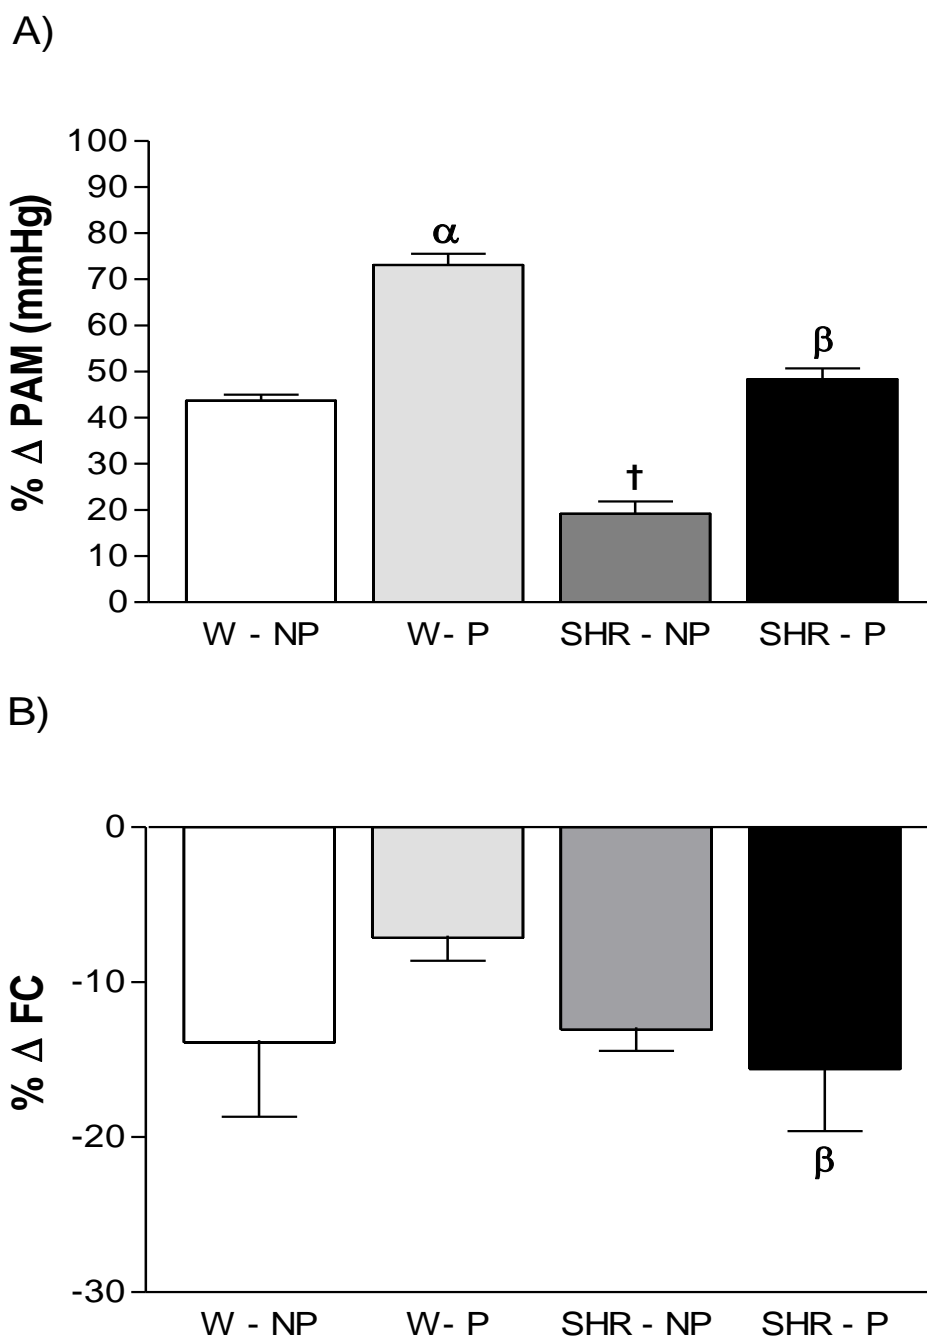 A)
% Δ PAM (mmHg)
100
90
80
70
60
50
40
30
20
10
0
α
β
†
W - NP
W- P
SHR - NP
SHR - P
B)
% Δ FC
0
-10
-20
-30
β
W - NP
W- P
SHR - NP
SHR - P